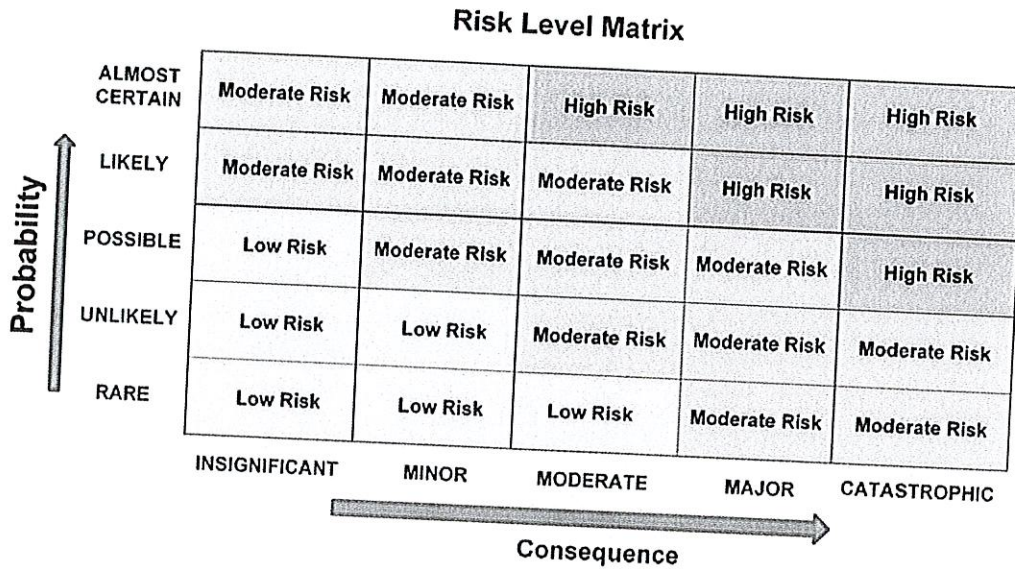 Risk Level Matrix
ALMOST
CERTAIN
Moderate Risk Moderate Risk High Risk High Risk High Risk
LIKELY Moderate Risk Moderate Risk Moderate Risk High Risk High Risk
POSSIBLE Low Risk Moderate Risk Moderate Risk Moderate Risk High Risk
UNLIKELY Low Risk Low Risk Moderate Risk Moderate Risk Moderate Risk
RARE Low Risk Low Risk Low Risk Moderate Risk Moderate Risk
Probability
INSIGNIFICANT MINOR MODERATE MAJOR CATASTROPHIC
Consequence